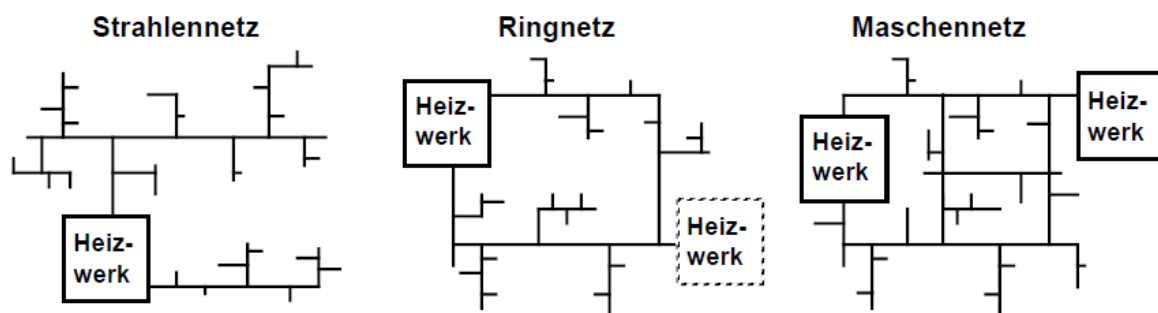 Strahlennetz
Ringnetz
Maschennetz
Heiz-
werk
Heiz-
werk
Heiz-
werk
Heiz-
werk
Heiz-
werk